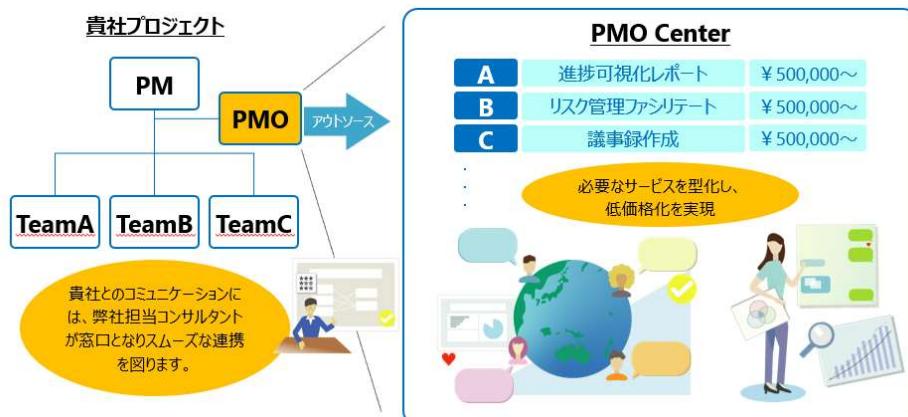 貴社プロジェクト
PM
PMO
アウトソース
TeamA
TeamB
TeamC
貴社とのコミュニケーションに
は、弊社担当コンサルタント
が窓口となりスムーズな連携
を図ります。
PMO Center
A 進捗可視化レポート ¥500,000~
B リスク管理ファシリテート ¥500,000~
C 議事録作成 ¥500,000~
必要なサービスを型化し、
低価格化を実現